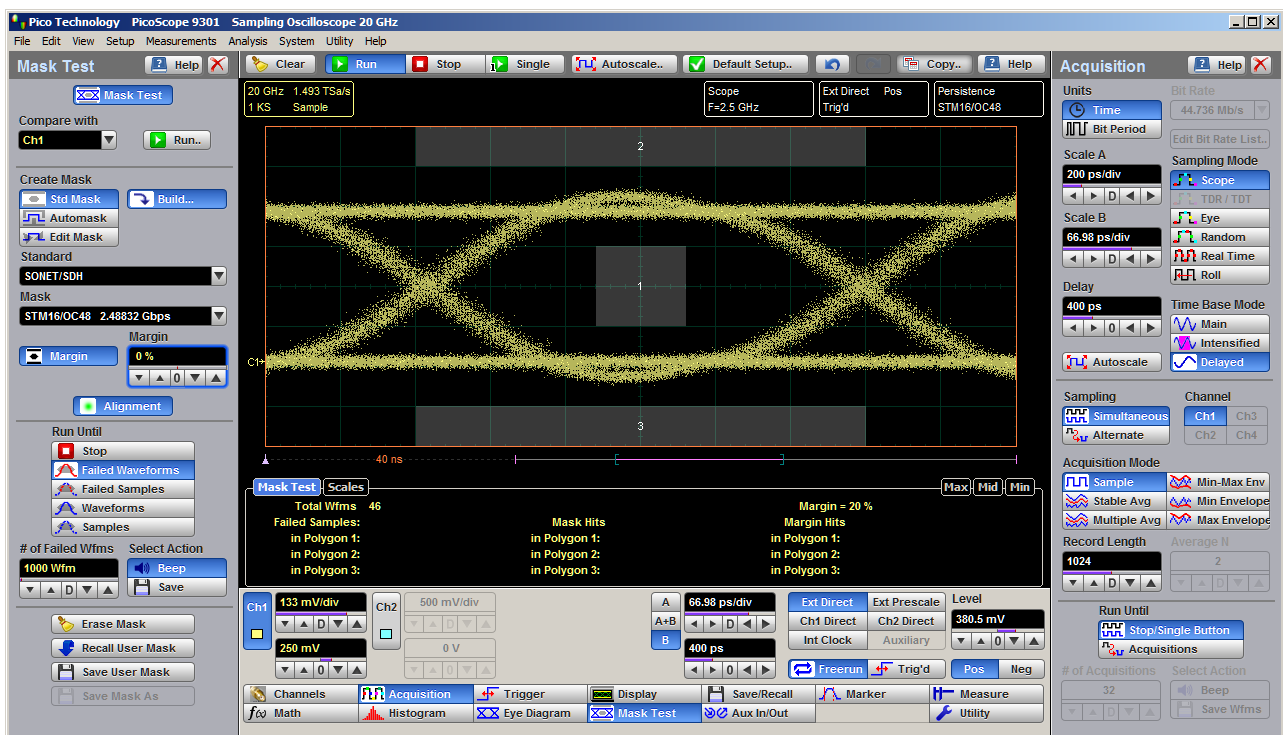 Pico Technology PicoScope 9301 Sampling Oscilloscope 20 GHz
File Edit View Setup Measurements Analysis System Utility Help
Mask Test Help
Mask Test
Compare with
Ch1 Run..
Create Mask
Std Mask Build...
Automask
Edit Mask
Standard
SONET/SDH
Mask
STM16/OC48 2.48832 Gbps
Margin
Margin 0 %
0
Alignment
Run Until
Stop
Failed Waveforms
Failed Samples
Waveforms
Samples
# of Failed Wfms Select Action
1000 Wfm Beep
D Save
Erase Mask
Recall User Mask
Save User Mask
Save Mask As
Clear Run Stop 1 Single Autoscale.. Default Setup.. Copy.. Help
20 GHz 1.493 TSa/s
1 KS Sample
Scope
F=2.5 GHz
Ext Direct Pos
Trig'd
Persistence
STM16/OC48
2
1
C1
3
40 ns
Mask Test Scales Max Mid Min
Total Wfms 46 Margin = 20 %
Failed Samples: Mask Hits Margin Hits
in Polygon 1: in Polygon 1: in Polygon 1:
in Polygon 2: in Polygon 2: in Polygon 2:
in Polygon 3: in Polygon 3: in Polygon 3:
Ch1 133 mV/div Ch2 500 mV/div
D D
250 mV 0 V
0 0
A 66.98 ps/div
A+B D
B 400 ps
0
Ext Direct Ext Prescale Level
Ch1 Direct Ch2 Direct 380.5 mV
Int Clock Auxiliary 0
Freerun Trig'd Pos Neg
Channels Acquisition Trigger Display Save/Recall Marker Measure
f(ω) Math Histogram Eye Diagram Mask Test Aux In/Out Utility
Acquisition Help
Units Bit Rate
Time 44.736 Mb/s
Bit Period Edit Bit Rate List..
Scale A Sampling Mode
200 ps/div Scope
D TDR / TDT
Scale B Eye
66.98 ps/div Random
D Real Time
Roll
Delay
400 ps Time Base Mode
0 Main
Intensified
Autoscale Delayed
Sampling Channel
Simultaneous Ch1 Ch3
Alternate Ch2 Ch4
Acquisition Mode
Sample Min-Max Env
Stable Avg Min Envelope
Multiple Avg Max Envelope
Record Length Average N
1024 2
D D
Run Until
Stop/Single Button
Acquisitions
# of Acquisitions Select Action
32 Beep
D Save Wfms